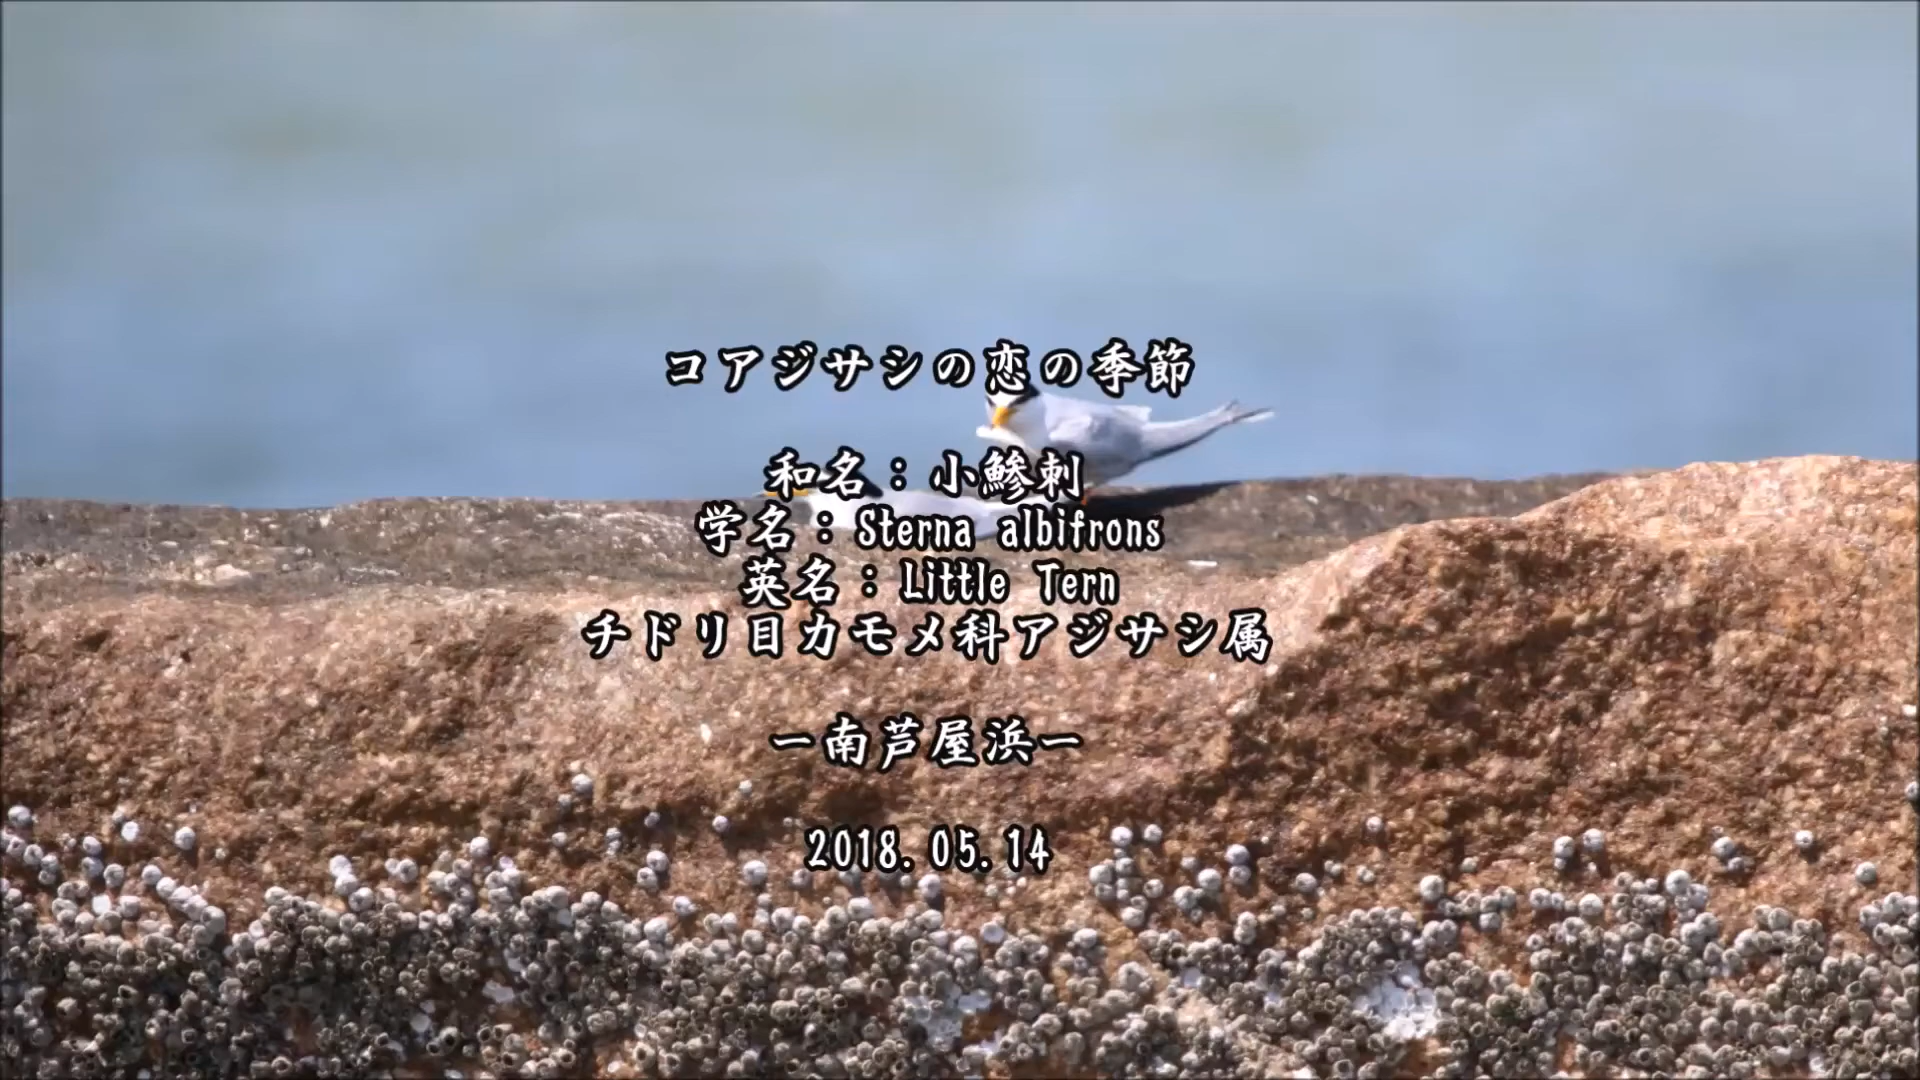 コアジサシの恋の季節
和名：小鯵刺
学名：Sterna albifrons
英名：Little Tern
チドリ目カモメ科アジサシ属
ー南芦屋浜ー
2018.05.14